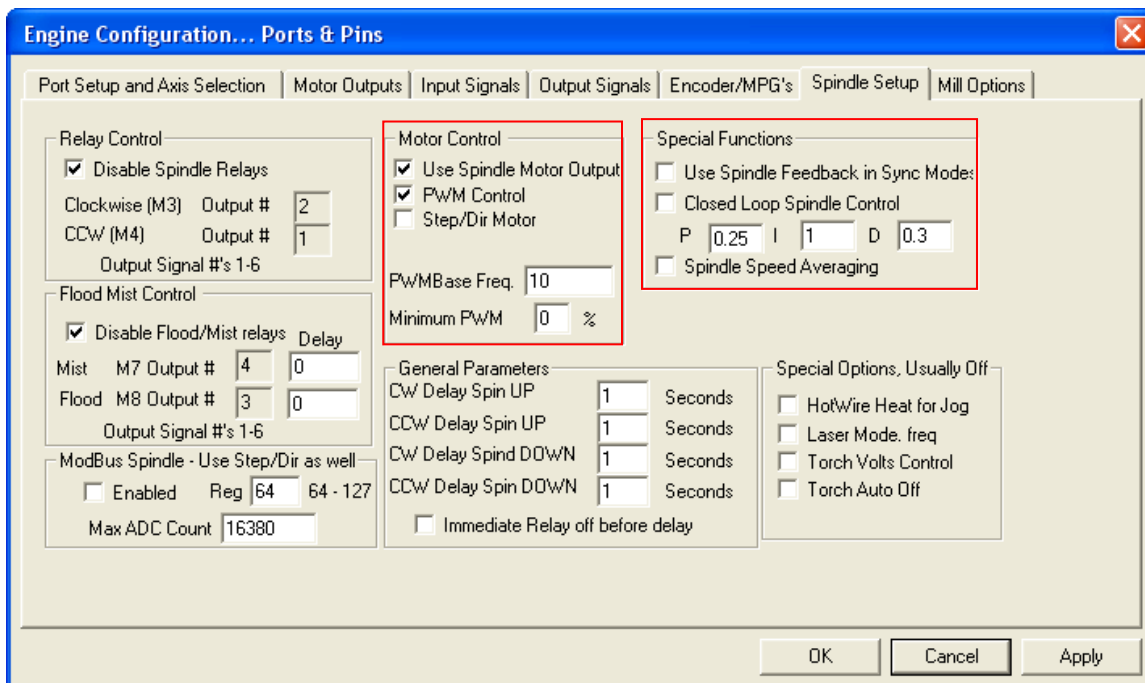 Engine Configuration... Ports & Pins
Port Setup and Axis Selection
Motor Outputs
Input Signals
Output Signals
Encoder/MPG's
Spindle Setup
Mill Options
Relay Control
Disable Spindle Relays
Clockwise (M3) Output # 2
CCW (M4) Output # 1
Output Signal #'s 1-6
Flood Mist Control
Disable Flood/Mist relays Delay
Mist M7 Output # 4 0
Flood M8 Output # 3 0
Output Signal #'s 1-6
ModBus Spindle - Use Step/Dir as well
Enabled Reg 64 64 - 127
Max ADC Count 16380
Motor Control
Use Spindle Motor Output
PWM Control
Step/Dir Motor
PWMBase Freq. 10
Minimum PWM 0 %
General Parameters
CW Delay Spin UP 1 Seconds
CCW Delay Spin UP 1 Seconds
CW Delay Spind DOWN 1 Seconds
CCW Delay Spin DOWN 1 Seconds
Immediate Relay off before delay
Special Functions
Use Spindle Feedback in Sync Modes
Closed Loop Spindle Control
P 0.25 I 1 D 0.3
Spindle Speed Averaging
Special Options, Usually Off
HotWire Heat for Jog
Laser Mode. freq
Torch Volts Control
Torch Auto Off
OK
Cancel
Apply